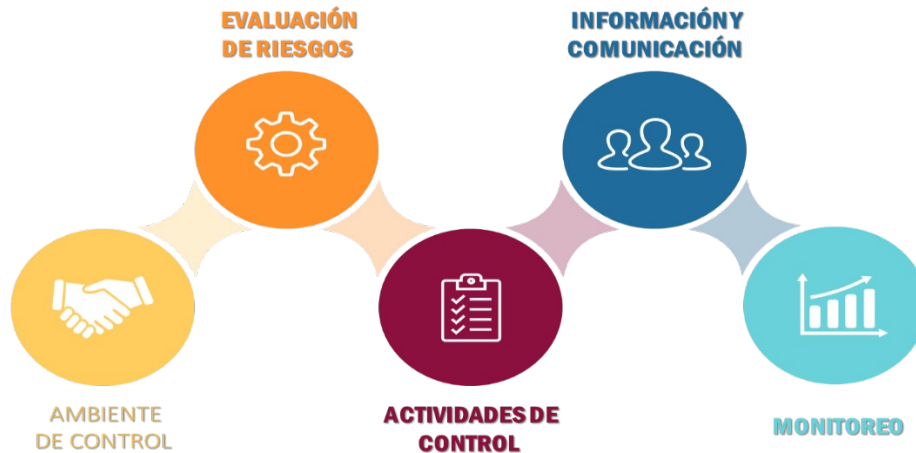 EVALUACIÓN
DE RIESGOS
INFORMACIÓN Y
COMUNICACIÓN
AMBIENTE
DE CONTROL
ACTIVIDADES DE
CONTROL
MONITOREO